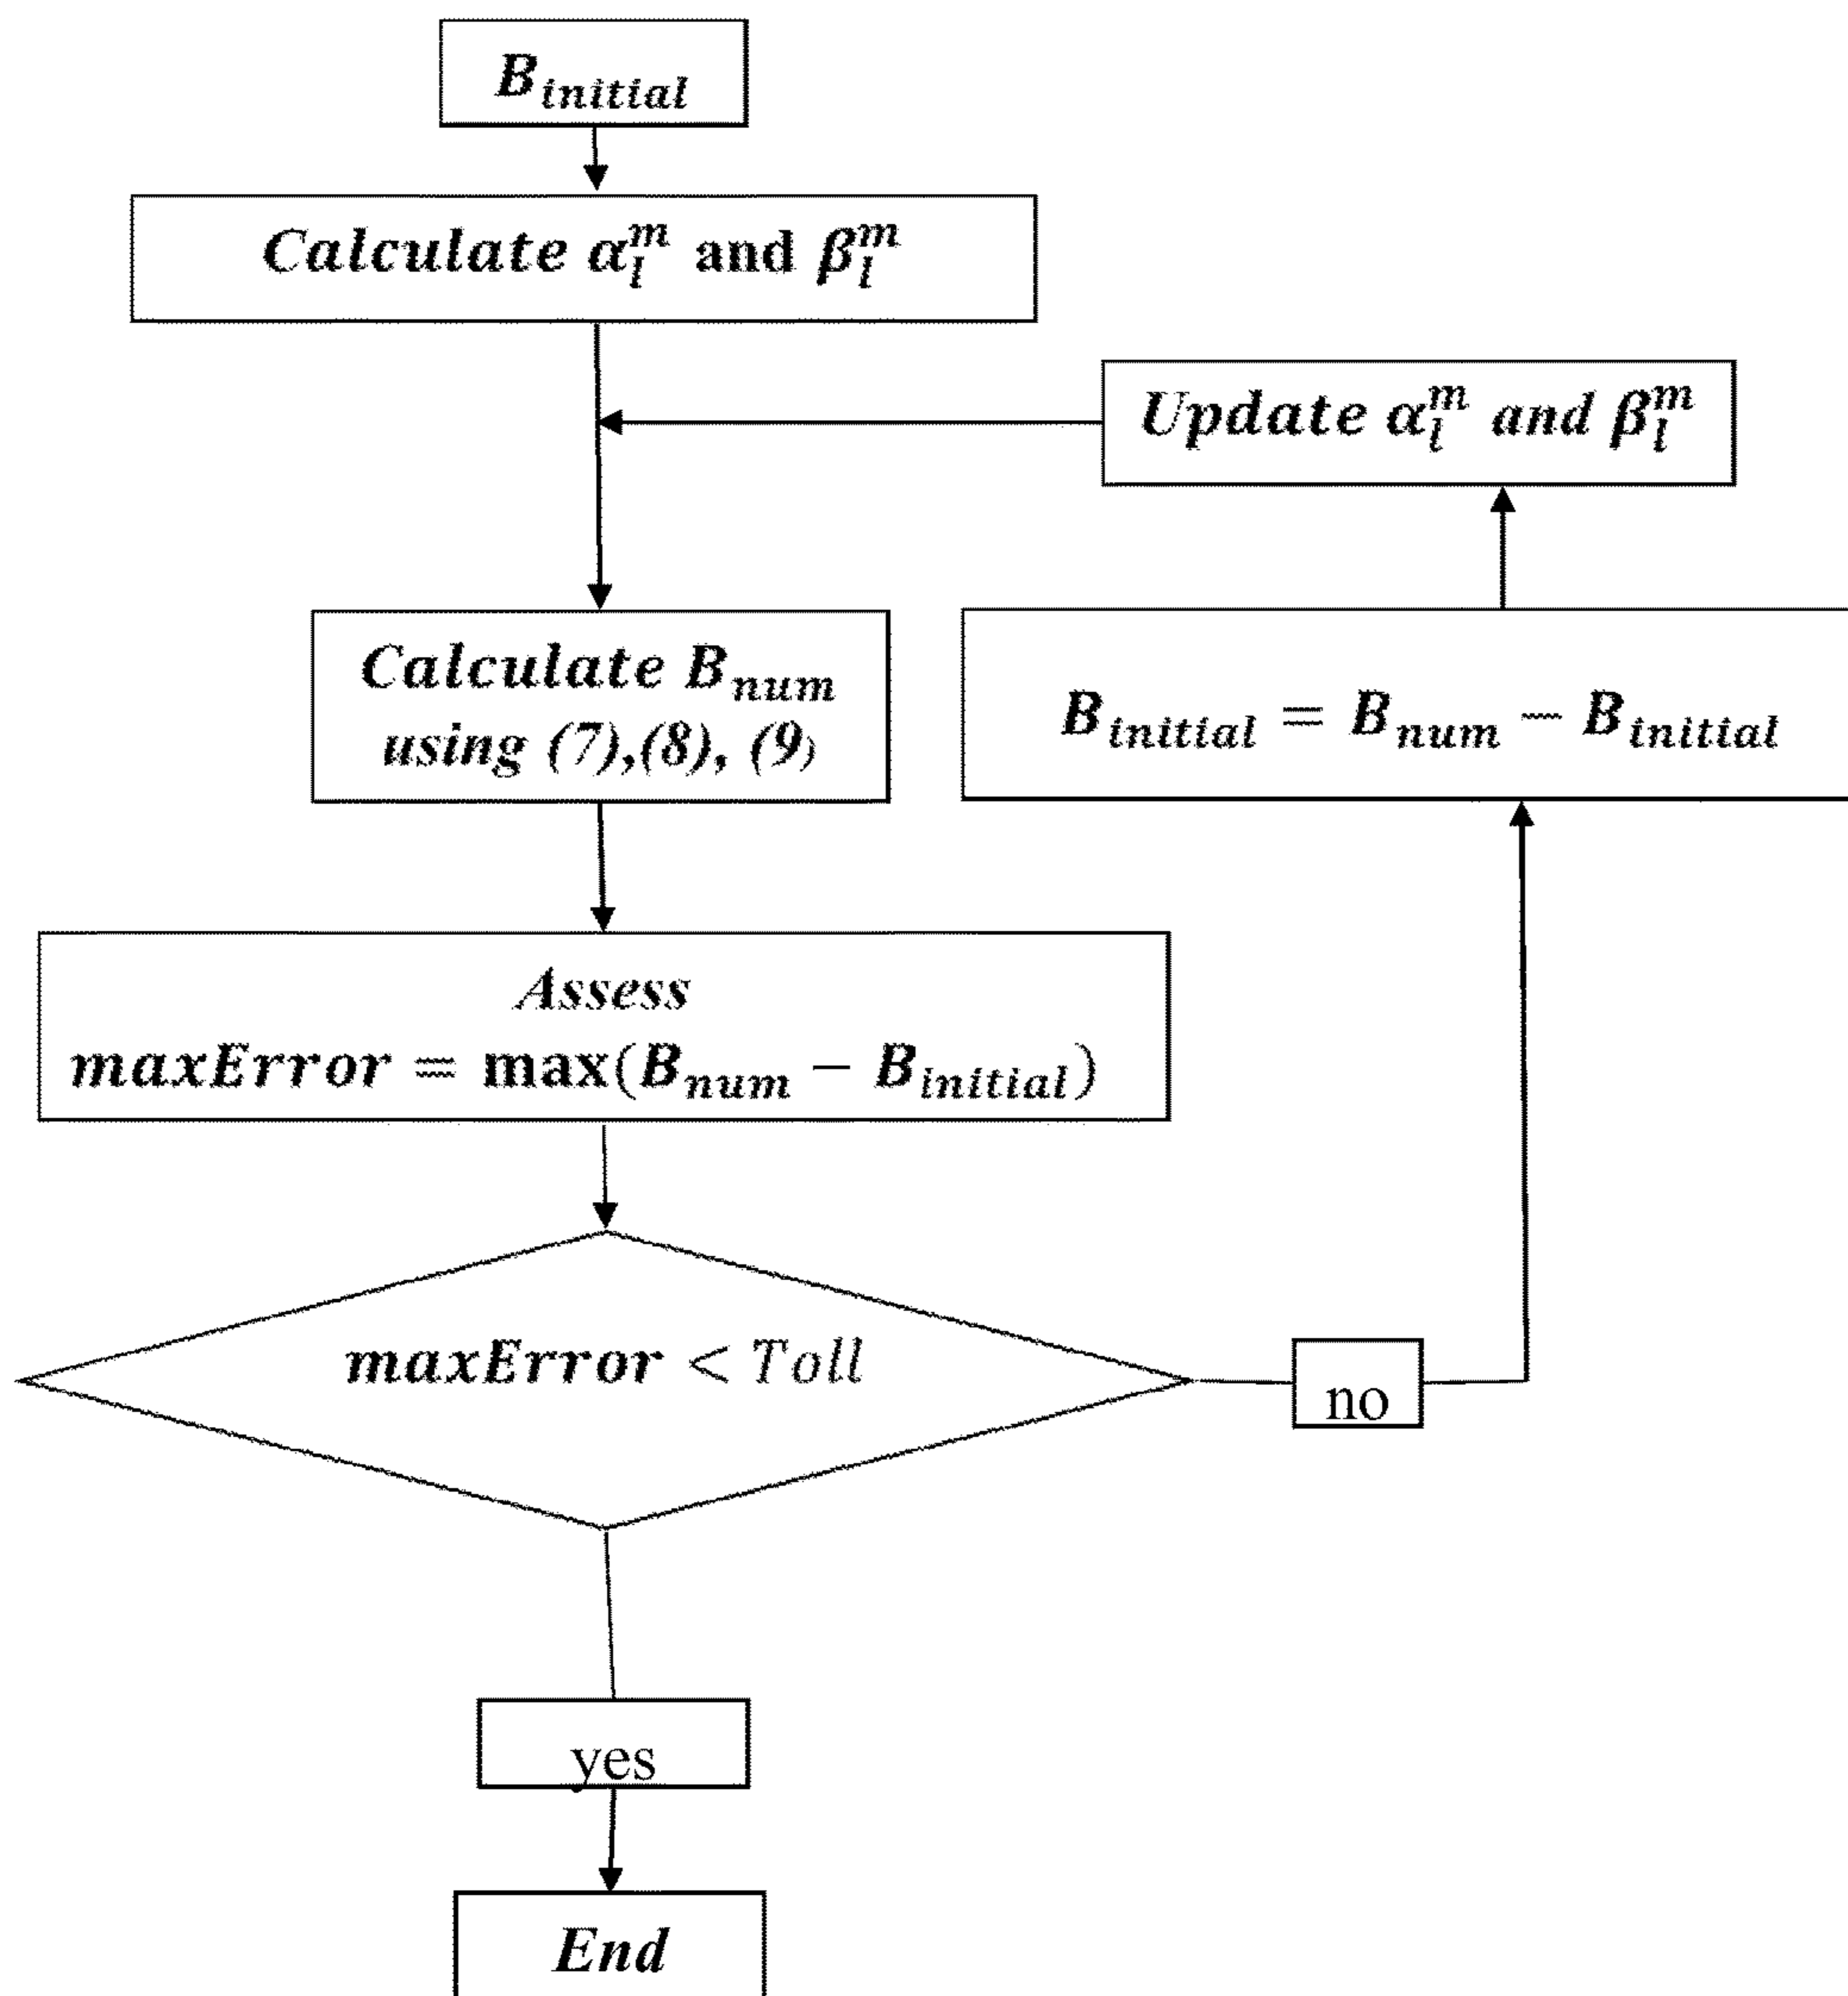 B_initial
Calculate α_l^m and β_l^m
Update α_l^m and β_l^m
Calculate B_num
using (7),(8), (9)
B_initial = B_num − B_initial
Assess
maxError = max(B_num − B_initial)
maxError < Toll
no
yes
End